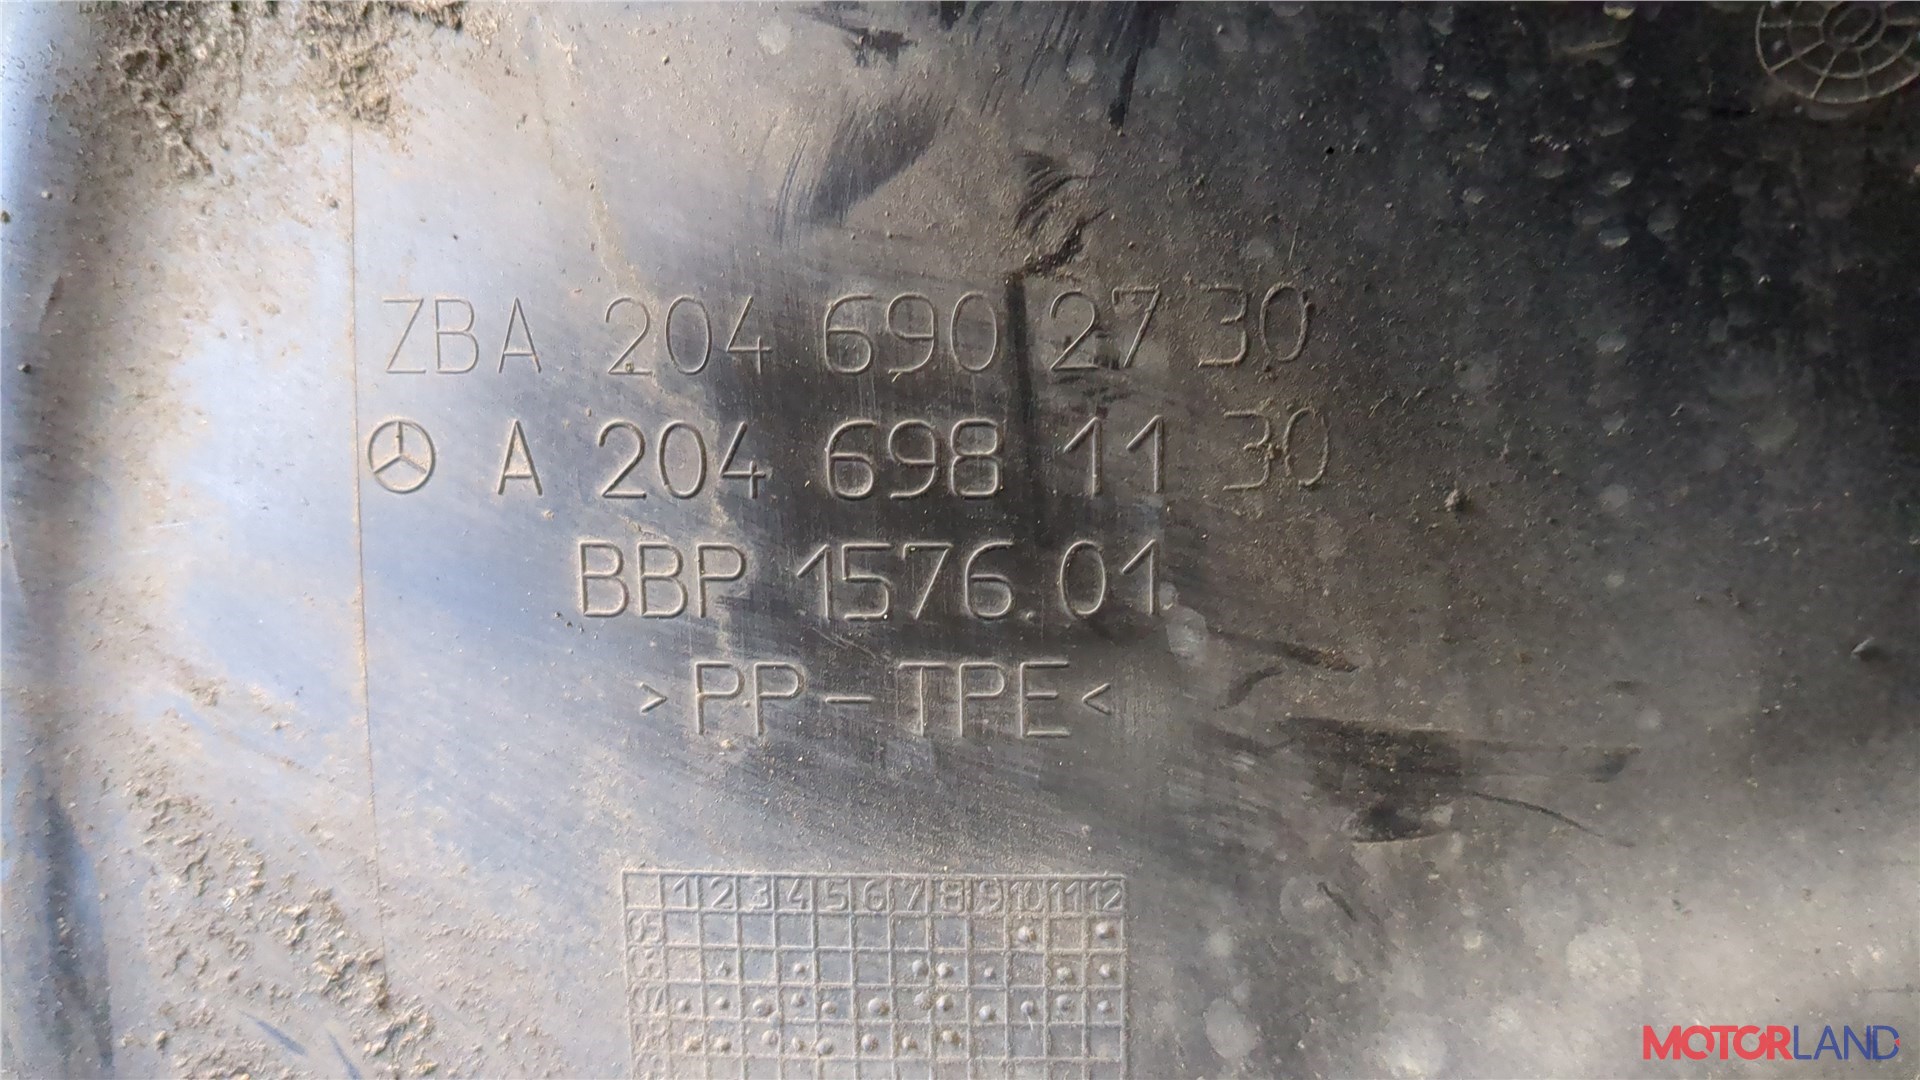 ZBA 204 690 27 30
A 204 698 11 30
BBP 1576.01
>PP-TPE<
1 2 3 4 5 6 7 8 9 10 11 12
MOTORLAND